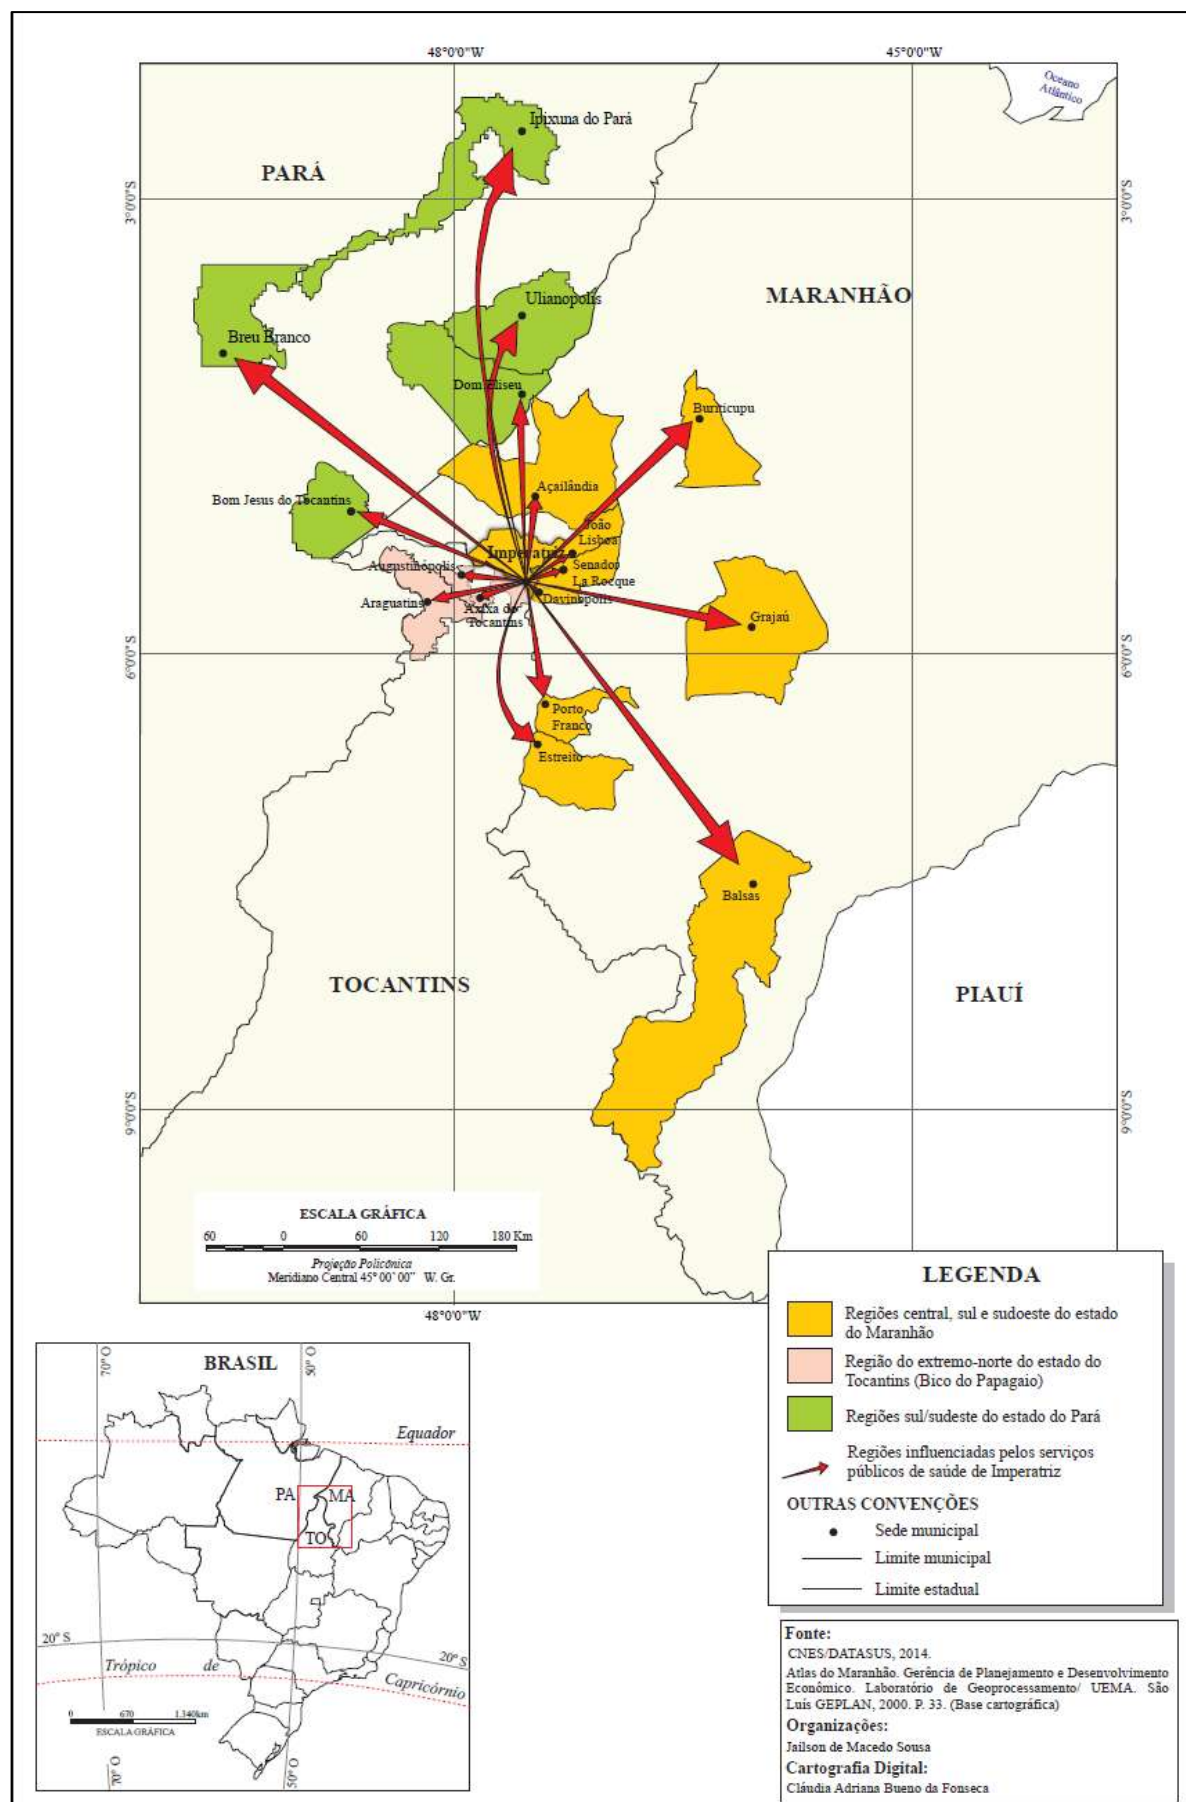 48°0'0"W
45°0'0"W
Oceano
Atlântico
Ipixuna do Pará
PARÁ
3°0'0"S
3°0'0"S
MARANHÃO
Ulianopolís
Breu Branco
Dom Eliseu
Buriticupu
Açailândia
Bom Jesus do Tocantins
João
Lisboa
Imperatriz
Senador
La Rocque
Augustinópolis
Davinópolis
Araguatins
Axixa do
Tocantins
Grajaú
6°0'0"S
6°0'0"S
Porto
Franco
Estreito
Balsas
TOCANTINS
PIAUÍ
9°0'0"S
9°0'0"S
ESCALA GRÁFICA
60 0 60 120 180 Km
Projeção Policônica
Meridiano Central 45° 00' 00" W. Gr.
48°0'0"W
LEGENDA
Regiões central, sul e sudoeste do estado
do Maranhão
Região do extremo-norte do estado do
Tocantins (Bico do Papagaio)
Regiões sul/sudeste do estado do Pará
Regiões influenciadas pelos serviços
públicos de saúde de Imperatriz
OUTRAS CONVENÇÕES
Sede municipal
Limite municipal
Limite estadual
BRASIL
70° O
50° O
Equador
PA
MA
TO
20° S
20° S
Trópico de
Capricórnio
0 670 1.340km
ESCALA GRÁFICA
70° O
50° O
Fonte:
CNES/DATASUS, 2014.
Atlas do Maranhão. Gerência de Planejamento e Desenvolvimento
Econômico. Laboratório de Geoprocessamento/ UEMA. São
Luís GEPLAN, 2000. P. 33. (Base cartográfica)
Organizações:
Jailson de Macedo Sousa
Cartografia Digital:
Cláudia Adriana Bueno da Fonseca